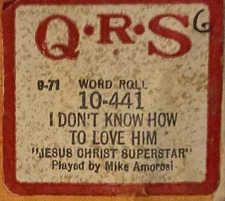 Q·R·S 6
9-71 WORD ROLL
10-441
I DON'T KNOW HOW
TO LOVE HIM
"JESUS CHRIST SUPERSTAR"
Played by Mike Amorosi